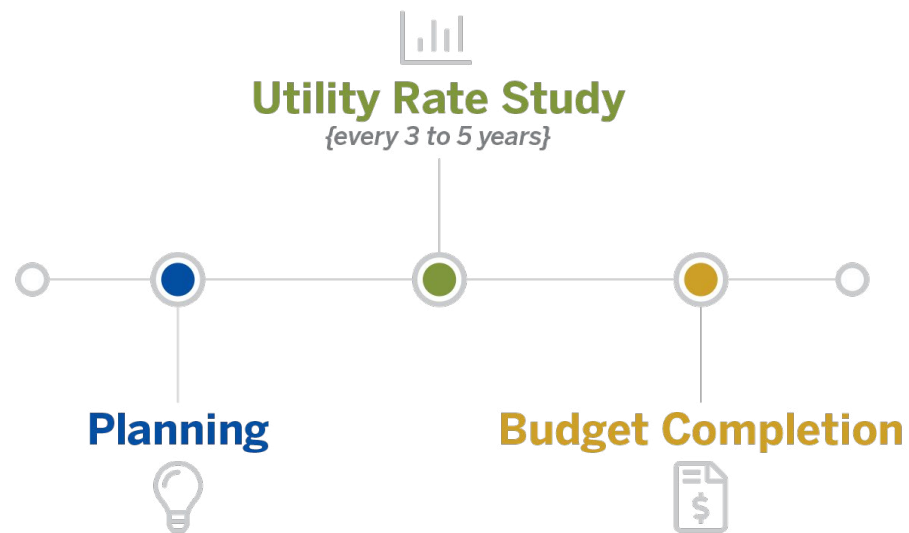 Utility Rate Study
{every 3 to 5 years}
Planning
Budget Completion
$